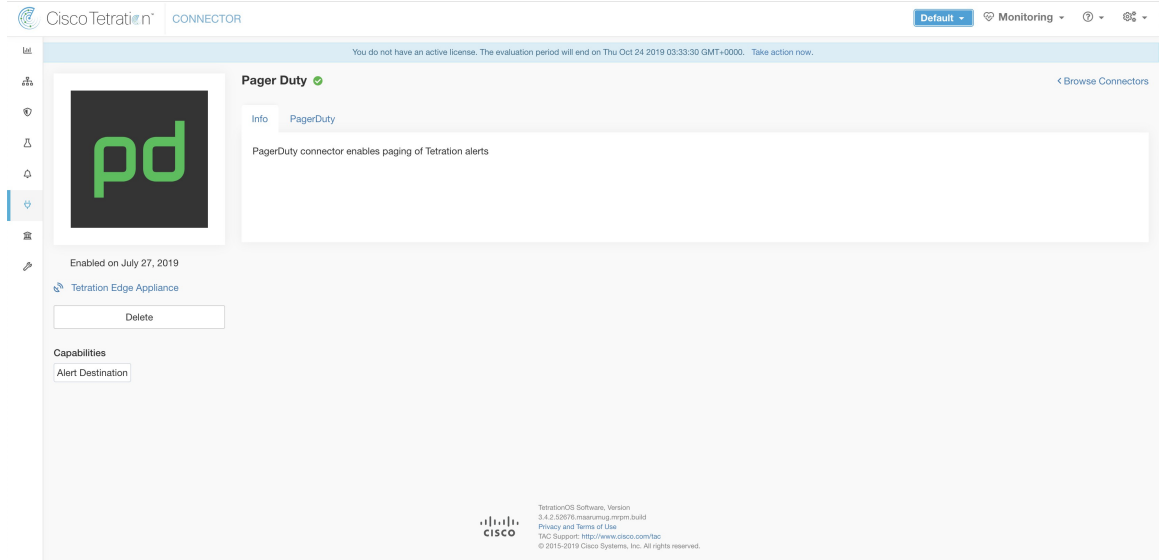 Cisco Tetration™ CONNECTOR Default Monitoring
You do not have an active license. The evaluation period will end on Thu Oct 24 2019 03:33:30 GMT+0000. Take action now.
Pager Duty
Browse Connectors
pd
Info PagerDuty
PagerDuty connector enables paging of Tetration alerts
Enabled on July 27, 2019
Tetration Edge Appliance
Delete
Capabilities
Alert Destination
CISCO
TetrationOS Software, Version
3.4.2.52676.maarumug.mrpm.build
Privacy and Terms of Use
TAC Support: http://www.cisco.com/tac
© 2015-2019 Cisco Systems, Inc. All rights reserved.